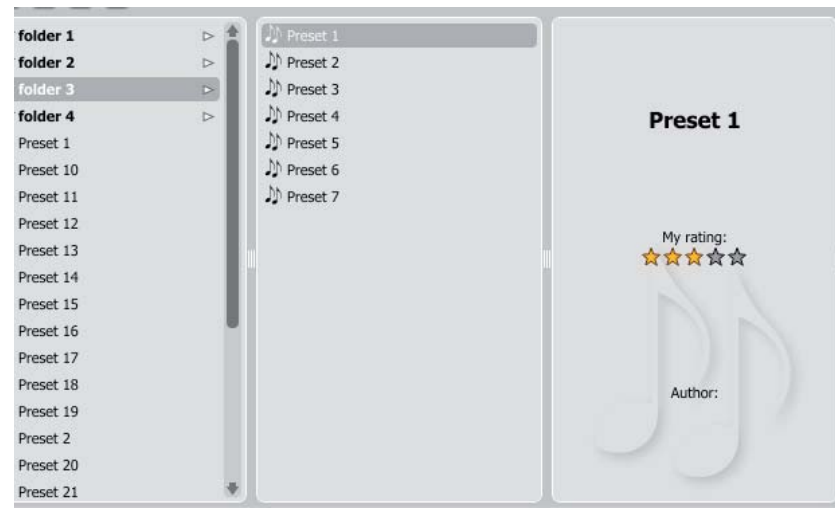 folder 1
folder 2
folder 3
folder 4
Preset 1
Preset 10
Preset 11
Preset 12
Preset 13
Preset 14
Preset 15
Preset 16
Preset 17
Preset 18
Preset 19
Preset 2
Preset 20
Preset 21
Preset 1
Preset 2
Preset 3
Preset 4
Preset 5
Preset 6
Preset 7
Preset 1
My rating:
Author: